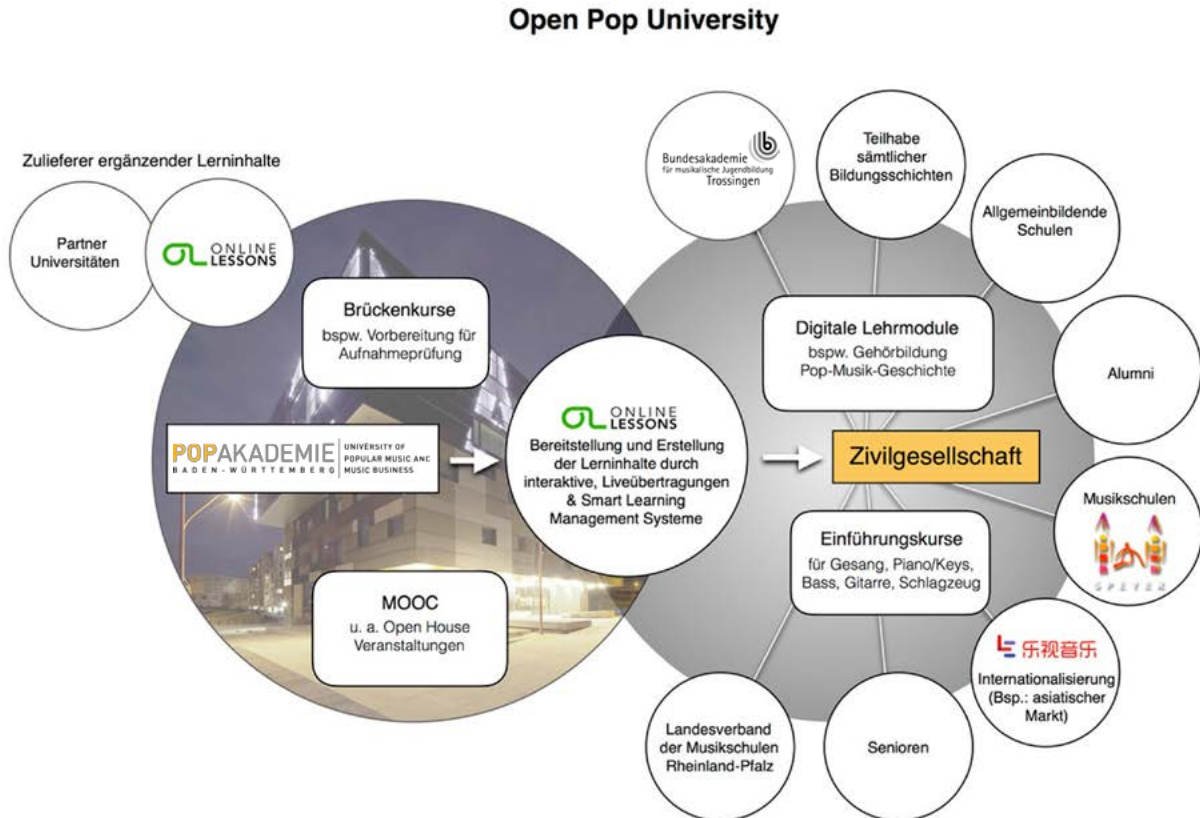 Open Pop University
Zulieferer ergänzender Lerninhalte
Partner
Universitäten
ONLINE
LESSONS
Brückenkurse
bspw. Vorbereitung für
Aufnahmeprüfung
POPAKADEMIE
BADEN-WÜRTTEMBERG
UNIVERSITY OF
POPULAR MUSIC AND
MUSIC BUSINESS
MOOC
u. a. Open House
Veranstaltungen
ONLINE
LESSONS
Bereitstellung und Erstellung
der Lerninhalte durch
interaktive, Liveübertragungen
& Smart Learning
Management Systeme
Bundesakademie
für musikalische Jugendbildung
Trossingen
Teilhabe
sämtlicher
Bildungsschichten
Allgemeinbildende
Schulen
Digitale Lehrmodule
bspw. Gehörbildung
Pop-Musik-Geschichte
Alumni
Zivilgesellschaft
Musikschulen
SPEYER
Einführungskurse
für Gesang, Piano/Keys,
Bass, Gitarre, Schlagzeug
乐视音乐
Internationalisierung
(Bsp.: asiatischer
Markt)
Senioren
Landesverband
der Musikschulen
Rheinland-Pfalz